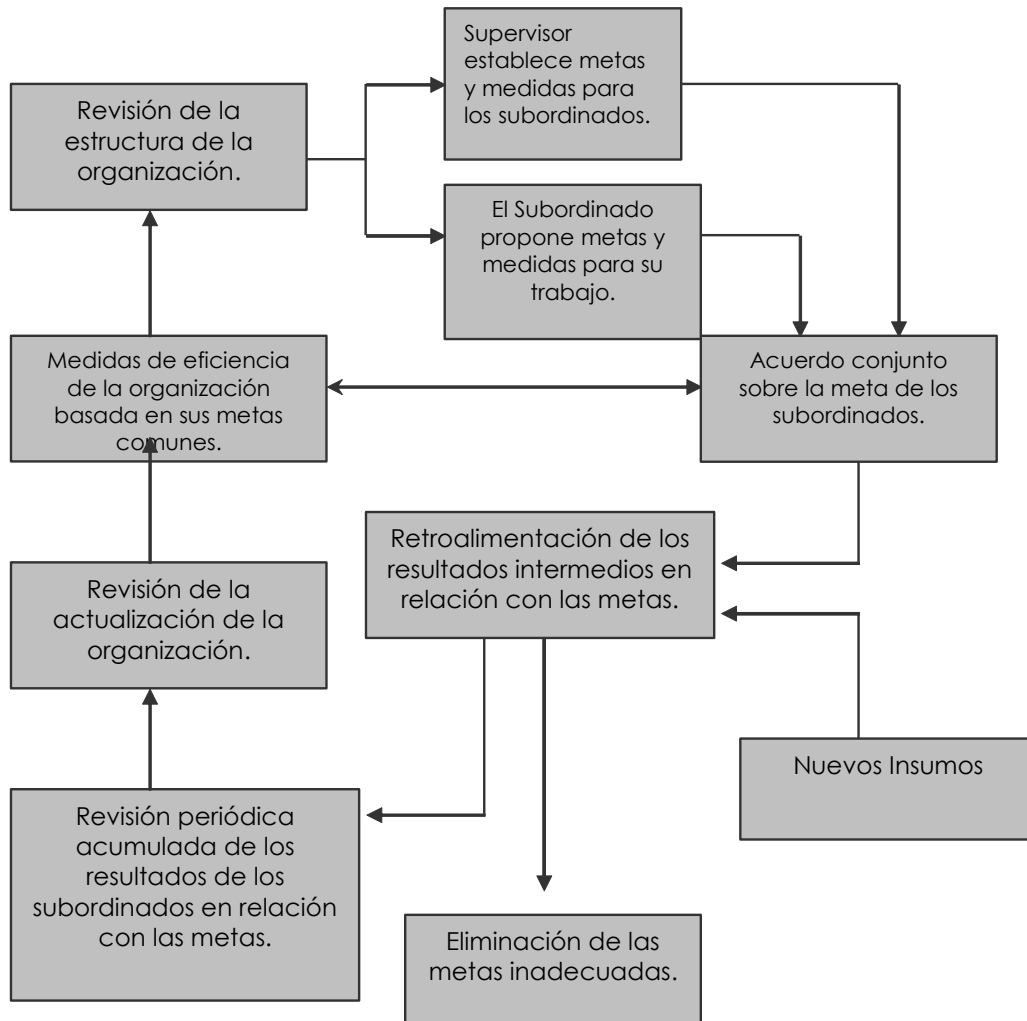 Supervisor
establece metas
y medidas para
los subordinados.
Revisión de la
estructura de la
organización.
El Subordinado
propone metas y
medidas para su
trabajo.
Medidas de eficiencia
de la organización
basada en sus metas
comunes.
Acuerdo conjunto
sobre la meta de los
subordinados.
Retroalimentación de los
resultados intermedios en
relación con las metas.
Revisión de la
actualización de la
organización.
Nuevos Insumos
Revisión periódica
acumulada de los
resultados de los
subordinados en relación
con las metas.
Eliminación de las
metas inadecuadas.